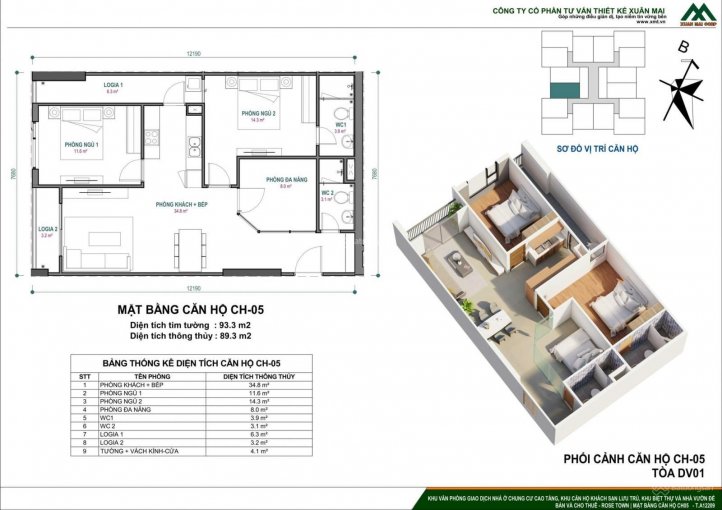 CÔNG TY CỔ PHẦN TƯ VẤN THIẾT KẾ XUÂN MAI
Góp những điều giản dị, tạo niềm tin vững bền
www.xmd.vn
XUAN MAI CORP
12190
LOGIA 1
6.3 m²
PHÒNG NGỦ 1
11.6 m²
PHÒNG NGỦ 2
14.3 m²
WC1
3.9 m²
PHÒNG ĐA NĂNG
8.0 m²
WC 2
3.1 m²
PHÒNG KHÁCH + BẾP
34.8 m²
LOGIA 2
3.2 m²
7660
7660
12190
B
SƠ ĐỒ VỊ TRÍ CĂN HỘ
MẶT BẰNG CĂN HỘ CH-05
Diện tích tim tường : 93.3 m2
Diện tích thông thủy : 89.3 m2
BẢNG THỐNG KÊ DIỆN TÍCH CĂN HỘ CH-05
STT TÊN PHÒNG DIỆN TÍCH THÔNG THỦY
1 PHÒNG KHÁCH + BẾP 34.8 m²
2 PHÒNG NGỦ 1 11.6 m²
3 PHÒNG NGỦ 2 14.3 m²
4 PHÒNG ĐA NĂNG 8.0 m²
5 WC1 3.9 m²
6 WC 2 3.1 m²
7 LOGIA 1 6.3 m²
8 LOGIA 2 3.2 m²
9 TƯỜNG + VÁCH KÍNH-CỬA 4.1 m²
PHỐI CẢNH CĂN HỘ CH-05
TÒA DV01
KHU VĂN PHÒNG GIAO DỊCH NHÀ Ở CHUNG CƯ CAO TẦNG, KHU CĂN HỘ KHÁCH SẠN LƯU TRÚ, KHU BIỆT THỰ VÀ NHÀ VƯỜN ĐỂ
BÁN VÀ CHO THUÊ - ROSE TOWN | MẶT BẰNG CĂN HỘ CH05 - T.A12289